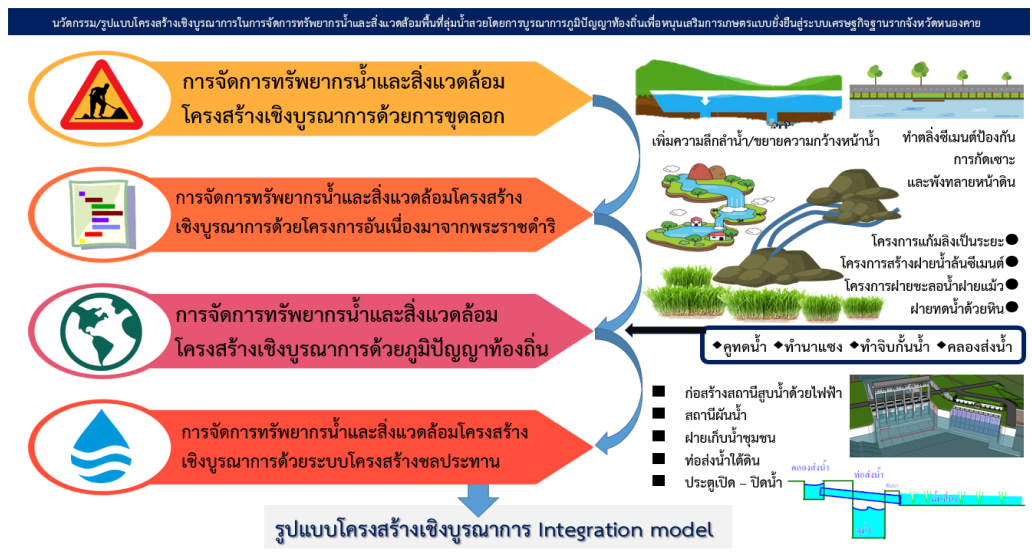 นวัตกรรม/รูปแบบโครงสร้างเชิงบูรณาการในการจัดการทรัพยากรน้ำและสิ่งแวดล้อมพื้นที่ลุ่มน้ำสวยโดยการบูรณาการภูมิปัญญาท้องถิ่นเพื่อหนุนเสริมการเกษตรแบบยั่งยืนสู่ระบบเศรษฐกิจฐานรากจังหวัดหนองคาย
การจัดการทรัพยากรน้ำและสิ่งแวดล้อม
โครงสร้างเชิงบูรณาการด้วยการขุดลอก
เพิ่มความลึกลำน้ำ/ขยายความกว้างหน้าน้ำ
ทำตลิ่งซีเมนต์ป้องกัน
การกัดเซาะ
และพังทลายหน้าดิน
การจัดการทรัพยากรน้ำและสิ่งแวดล้อมโครงสร้าง
เชิงบูรณาการด้วยโครงการอันเนื่องมาจากพระราชดำริ
โครงการแก้มลิงเป็นระยะ●
โครงการสร้างฝายน้ำล้นซีเมนต์●
โครงการฝายชะลอน้ำฝายแม้ว●
ฝายทดน้ำด้วยหิน●
การจัดการทรัพยากรน้ำและสิ่งแวดล้อม
โครงสร้างเชิงบูรณาการด้วยภูมิปัญญาท้องถิ่น
◆คูทดน้ำ ◆ทำนาแซง ◆ทำจิบกั้นน้ำ ◆คลองส่งน้ำ
การจัดการทรัพยากรน้ำและสิ่งแวดล้อมโครงสร้าง
เชิงบูรณาการด้วยระบบโครงสร้างชลประทาน
■ ก่อสร้างสถานีสูบน้ำด้วยไฟฟ้า
■ สถานีผันน้ำ
■ ฝายเก็บน้ำชุมชน
■ ท่อส่งน้ำใต้ดิน
■ ประตูเปิด – ปิดน้ำ
คลองส่งน้ำ
ท่อส่งน้ำ
รูปแบบโครงสร้างเชิงบูรณาการ Integration model